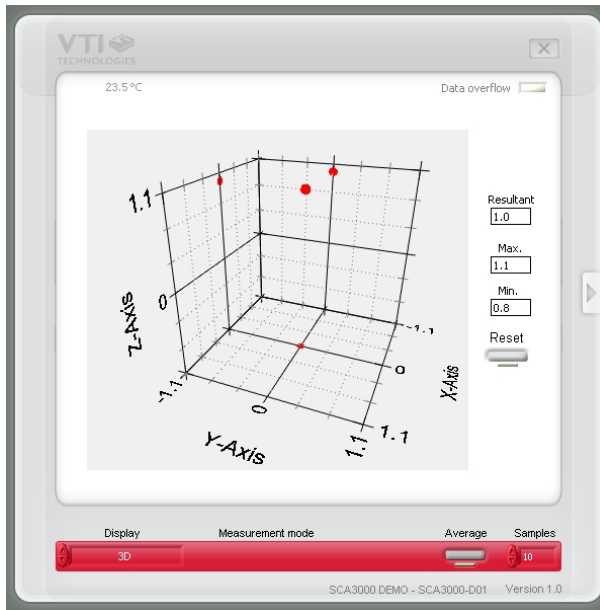 VTI
TECHNOLOGIES
23.5 °C
Data overflow
1.1
0
-1.1
Z-Axis
0
1.1
Y-Axis
-1.1
0
1.1
X-Axis
Resultant
1.0
Max.
1.1
Min.
0.8
Reset
Display
Measurement mode
Average
Samples
3D
10
SCA3000 DEMO - SCA3000-D01
Version 1.0